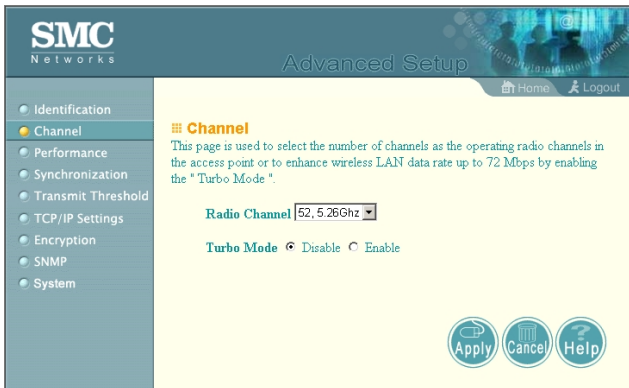 SMC
Networks
Advanced Setup
Home Logout
Identification
Channel
Performance
Synchronization
Transmit Threshold
TCP/IP Settings
Encryption
SNMP
System
Channel
This page is used to select the number of channels as the operating radio channels in
the access point or to enhance wireless LAN data rate up to 72 Mbps by enabling
the " Turbo Mode ".
Radio Channel 52, 5.26Ghz
Turbo Mode Disable Enable
Apply Cancel Help